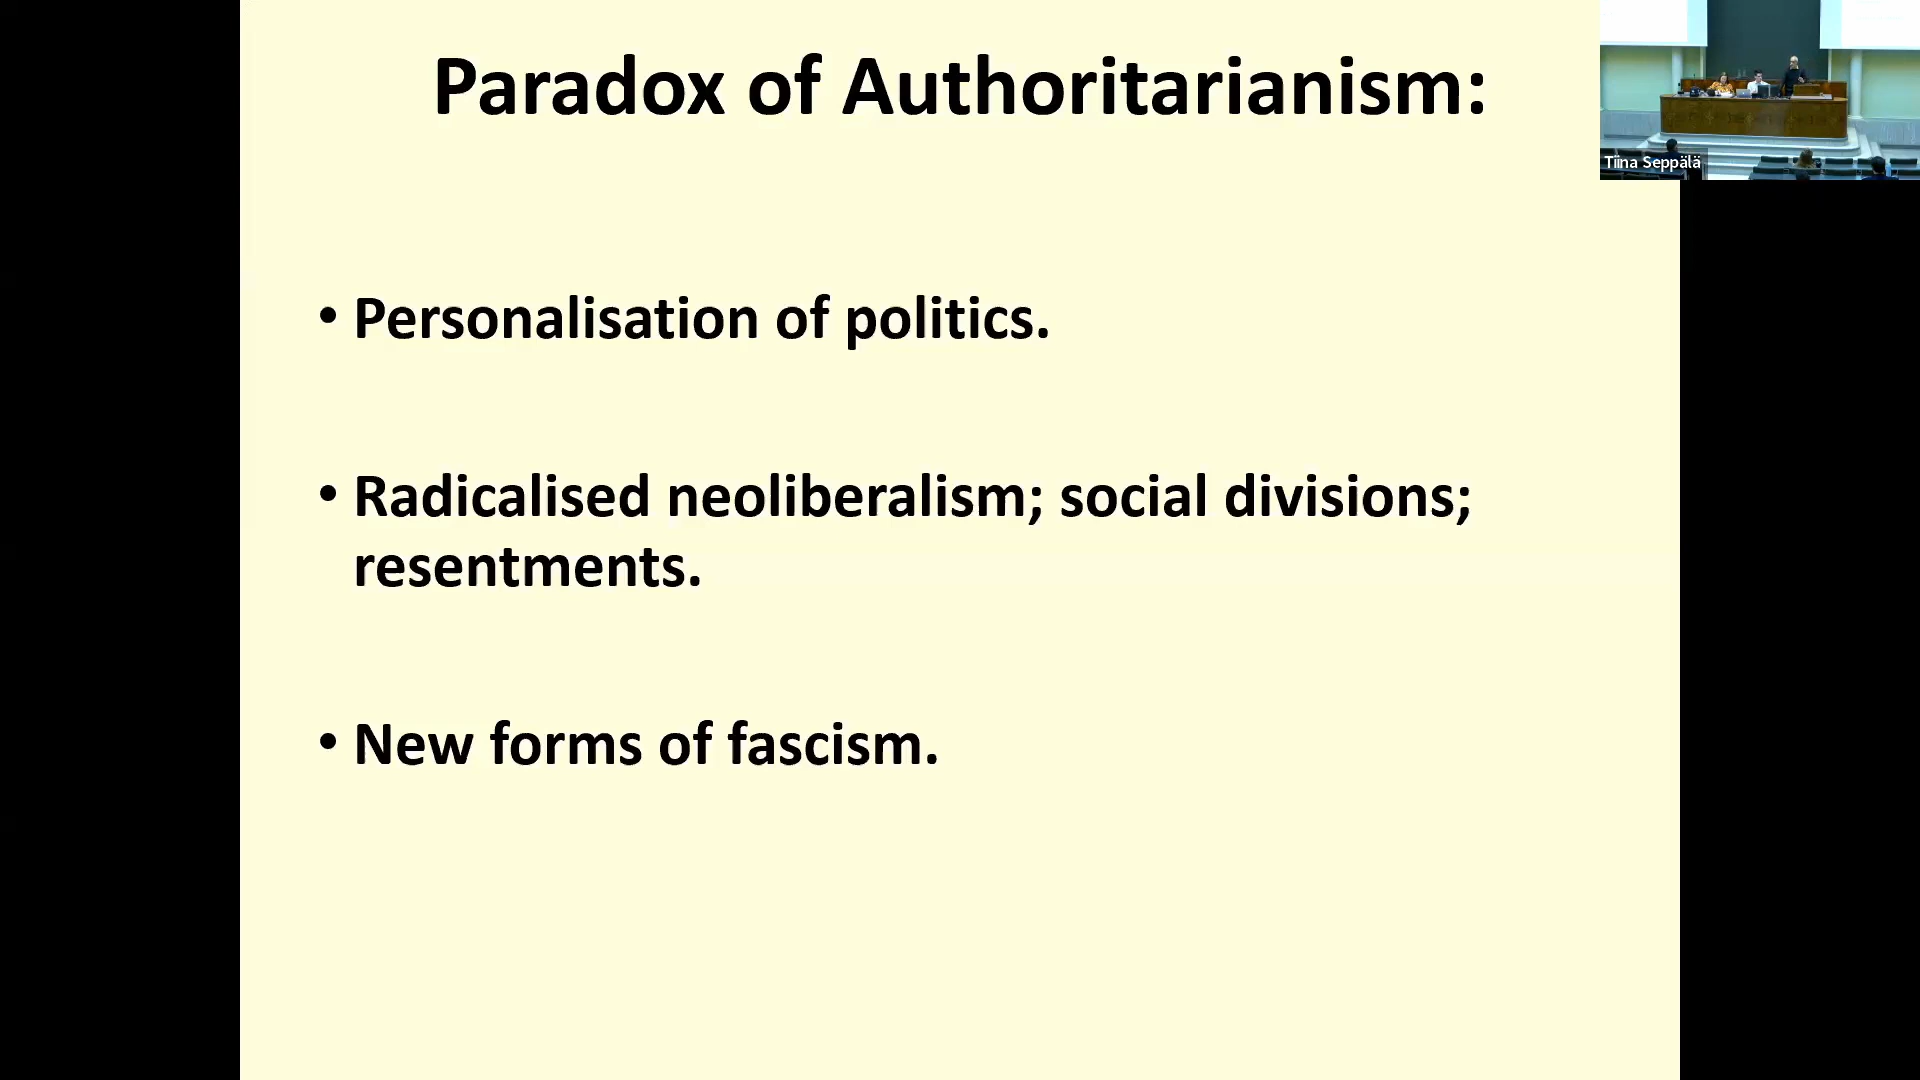 Paradox of Authoritarianism:
Tiina Seppälä
• Personalisation of politics.
• Radicalised neoliberalism; social divisions;
resentments.
• New forms of fascism.